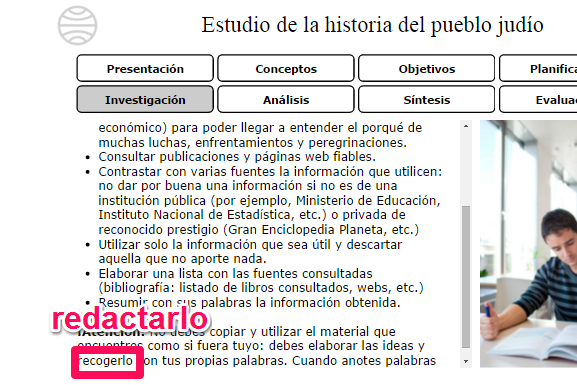 Estudio de la historia del pueblo judío
Presentación
Conceptos
Objetivos
Planifica
Investigación
Análisis
Síntesis
Evalua
económico) para poder llegar a entender el porqué de
muchas luchas, enfrentamientos y peregrinaciones.
• Consultar publicaciones y páginas web fiables.
• Contrastar con varias fuentes la información que utilicen:
no dar por buena una información si no es de una
institución pública (por ejemplo, Ministerio de Educación,
Instituto Nacional de Estadística, etc.) o privada de
reconocido prestigio (Gran Enciclopedia Planeta, etc.)
• Utilizar solo la información que sea útil y descartar
aquella que no aporte nada.
• Elaborar una lista con las fuentes consultadas
(bibliografía: listado de libros consultados, webs, etc.)
• Resumir con sus palabras la información obtenida.
redactarlo
¡Atención! No debes copiar y utilizar el material que
encuentres como si fuera tuyo: debes elaborar las ideas y
recogerlo con tus propias palabras. Cuando anotes palabras